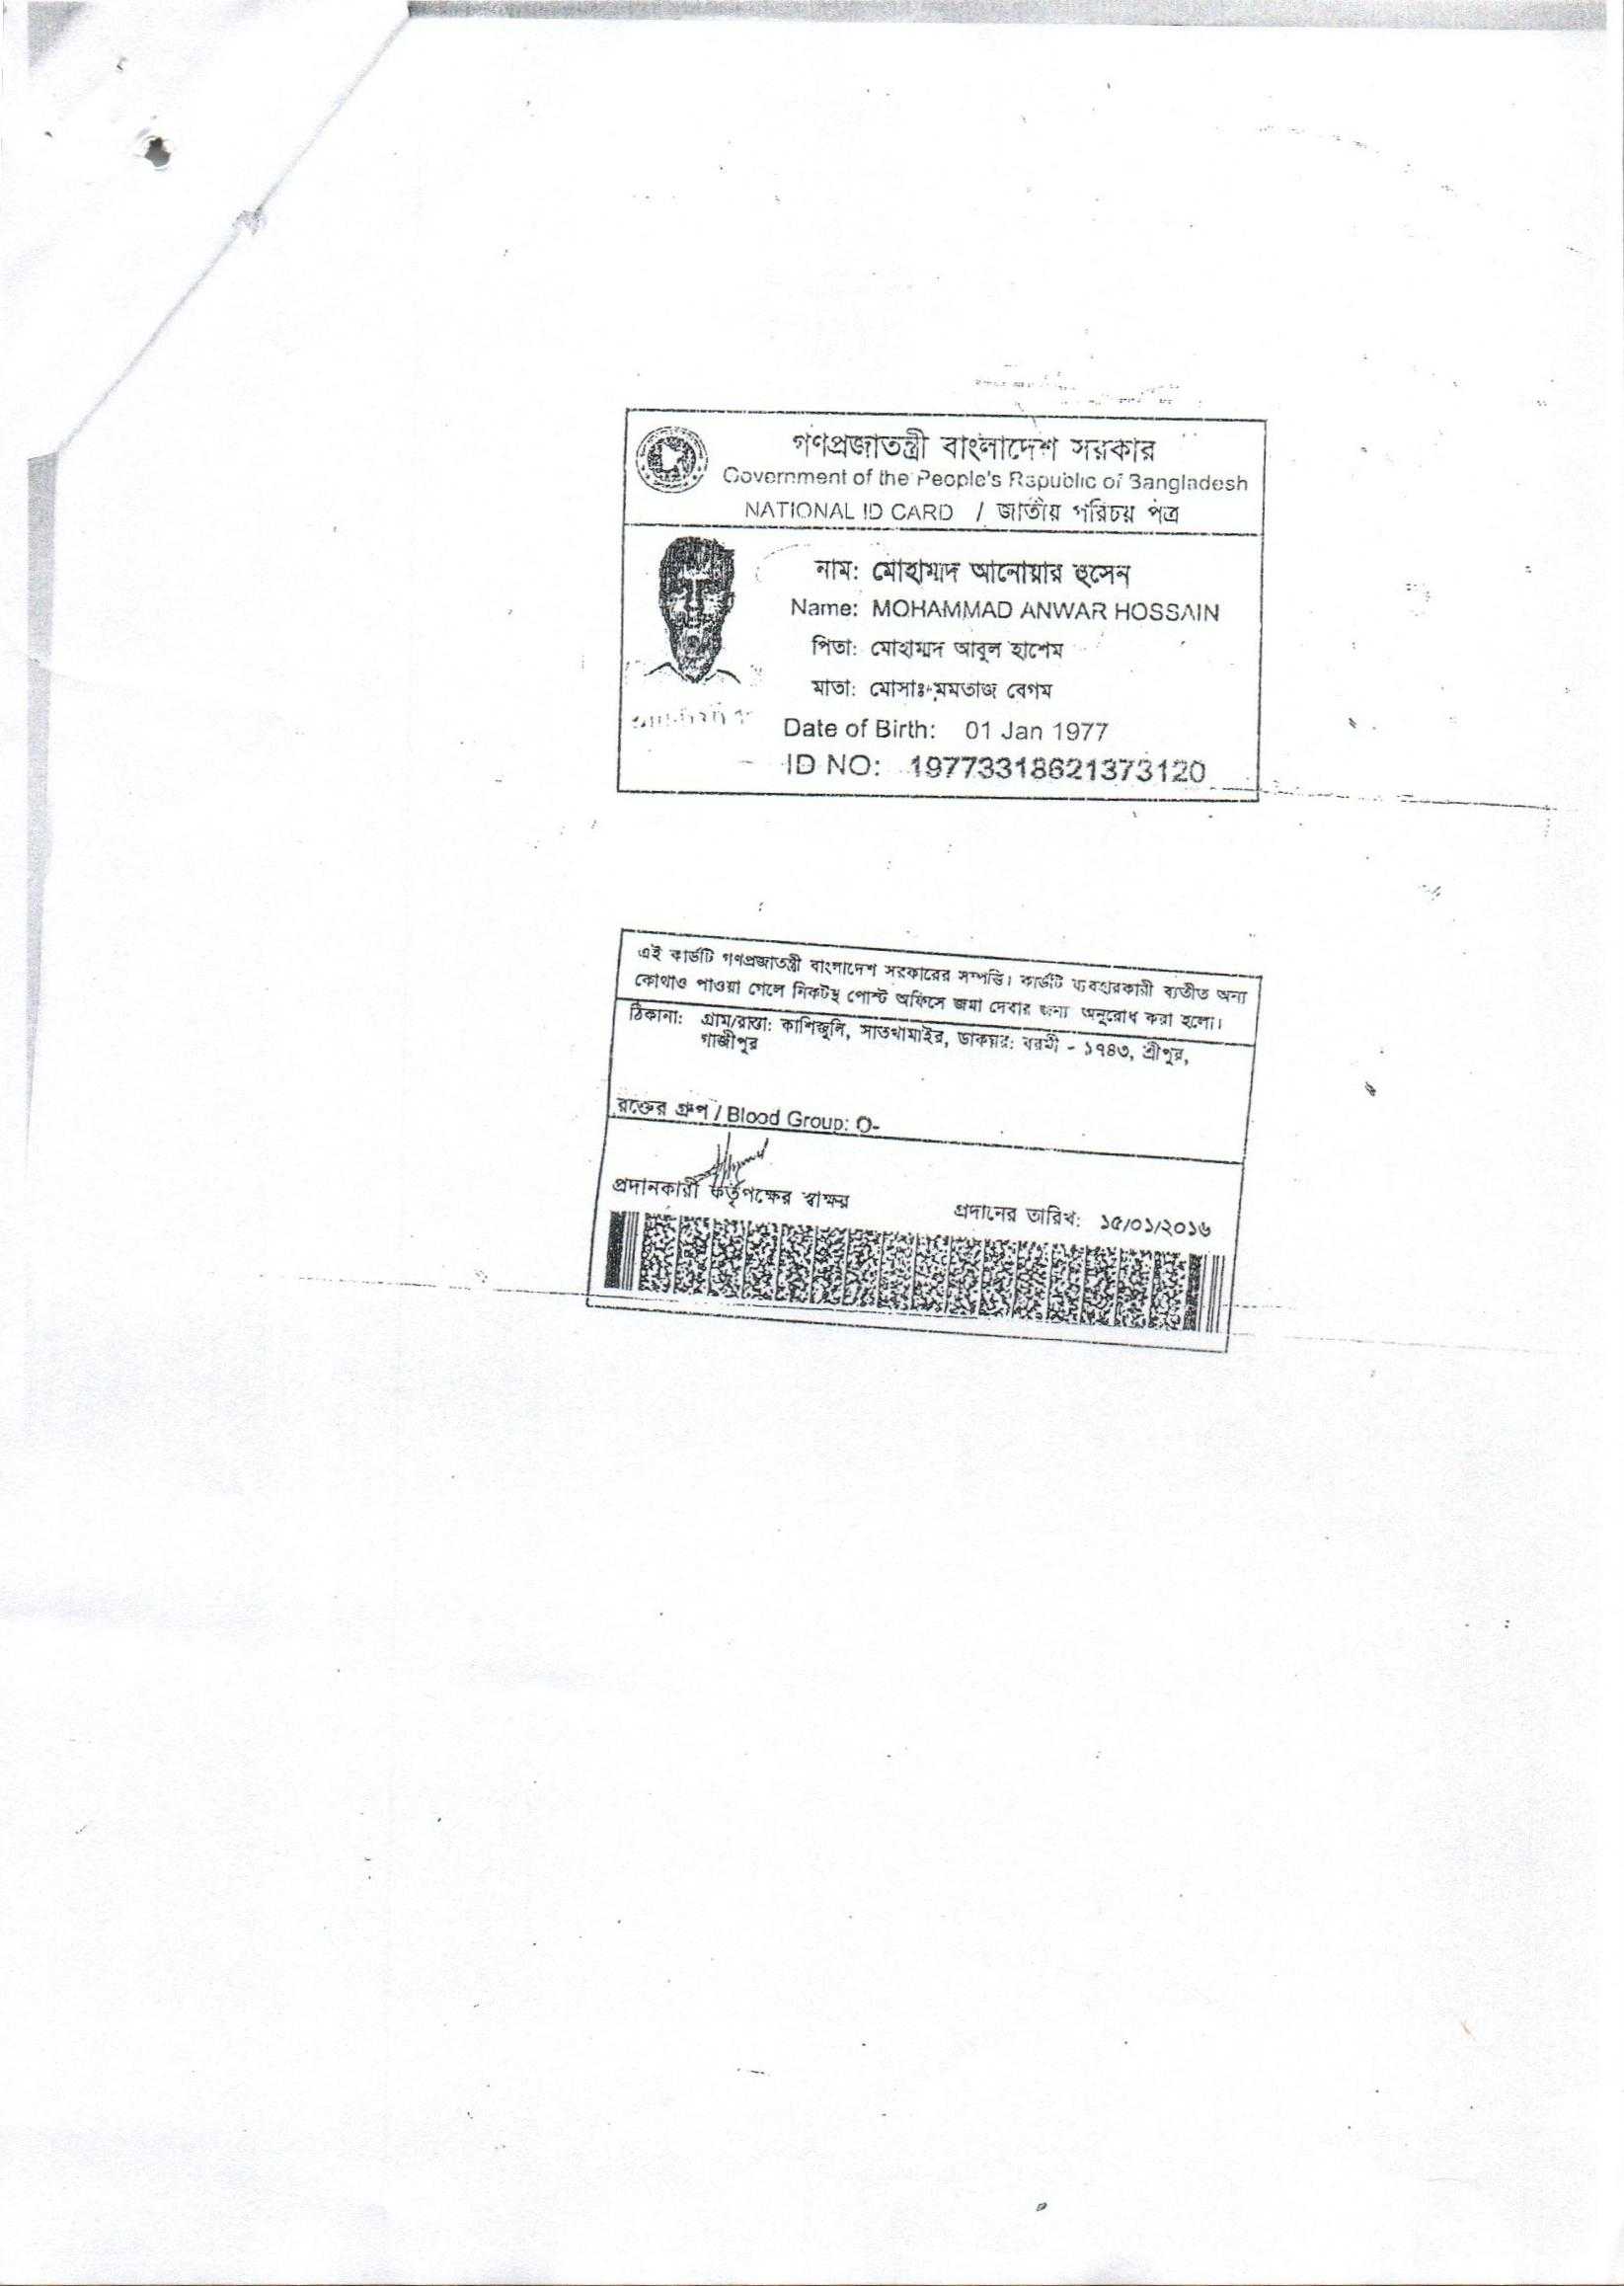 গণপ্রজাতন্ত্রী বাংলাদেশ সরকার
Government of the People's Republic of Bangladesh
NATIONAL ID CARD / জাতীয় পরিচয় পত্র
নাম: মোহাম্মদ আনোয়ার হুসেন
Name: MOHAMMAD ANWAR HOSSAIN
পিতা: মোহাম্মদ আবুল হাশেম
মাতা: মোসাঃ মমতাজ বেগম
Date of Birth: 01 Jan 1977
ID NO: 19773318621373120
এই কার্ডটি গণপ্রজাতন্ত্রী বাংলাদেশ সরকারের সম্পত্তি। কার্ডটি ব্যবহারকারী ব্যতীত অন্য
কোথাও পাওয়া গেলে নিকটস্থ পোস্ট অফিসে জমা দেবার জন্য অনুরোধ করা হলো।
ঠিকানা: গ্রাম/রাস্তা: কাশিজুলি, সাতখামাইর, ডাকঘর: বরমী - ১৭৪৩, শ্রীপুর,
গাজীপুর
রক্তের গ্রুপ / Blood Group: O-
প্রদানকারী কর্তৃপক্ষের স্বাক্ষর
প্রদানের তারিখ: ১৫/০১/২০১৬